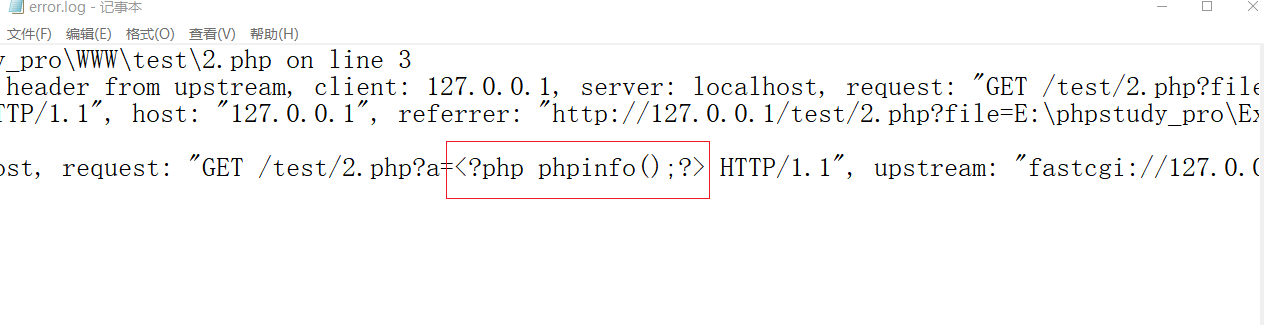 error.log - 记事本
文件(F) 编辑(E) 格式(O) 查看(V) 帮助(H)
y_pro\WWW\test\2.php on line 3
header from upstream, client: 127.0.0.1, server: localhost, request: "GET /test/2.php?file
TTP/1.1", host: "127.0.0.1", referrer: "http://127.0.0.1/test/2.php?file=E:\phpstudy_pro\Ex
ost, request: "GET /test/2.php?a=<?php phpinfo();?> HTTP/1.1", upstream: "fastcgi://127.0.0